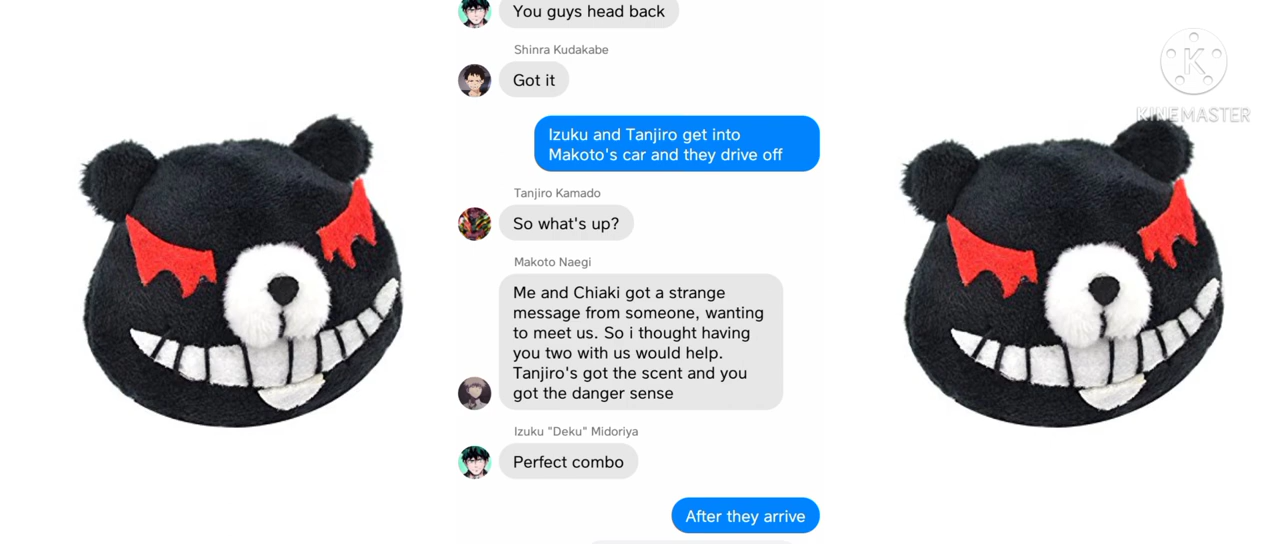 You guys head back
Shinra Kudakabe
Got it
Izuku and Tanjiro get into
Makoto's car and they drive off
Tanjiro Kamado
So what's up?
Makoto Naegi
Me and Chiaki got a strange
message from someone, wanting
to meet us. So i thought having
you two with us would help.
Tanjiro's got the scent and you
got the danger sense
Izuku "Deku" Midoriya
Perfect combo
After they arrive
K
KINEMASTER